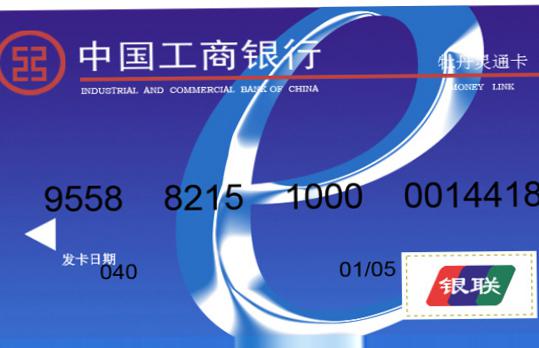 中国工商银行
牡丹灵通卡
INDUSTRIAL AND COMMERCIAL BANK OF CHINA
MONEY LINK
9558 8215 1000 0014418
发卡日期
040
01/05
银联